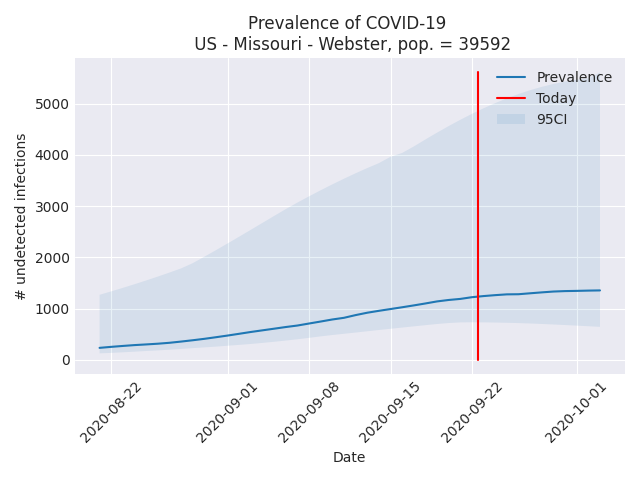 Prevalence of COVID-19
US - Missouri - Webster, pop. = 39592
Prevalence
Today
95CI
# undetected infections
5000
4000
3000
2000
1000
0
2020-08-22
2020-09-01
2020-09-08
2020-09-15
2020-09-22
2020-10-01
Date